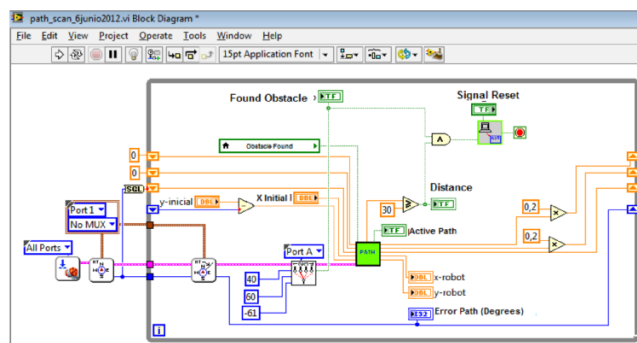 path_scan_6junio2012.vi Block Diagram *
File Edit View Project Operate Tools Window Help
15pt Application Font
Found Obstacle
TF
Signal Reset
TF
Obstacle Found
0
0
SGL
y-inicial
DBL
X Initial
DBL
30
Distance
TF
0,2
Port 1
No MUX
TF
Active Path
0,2
All Ports
Port A
PATH
40
60
-61
DBL
x-robot
DBL
y-robot
I32
Error Path (Degrees)
i